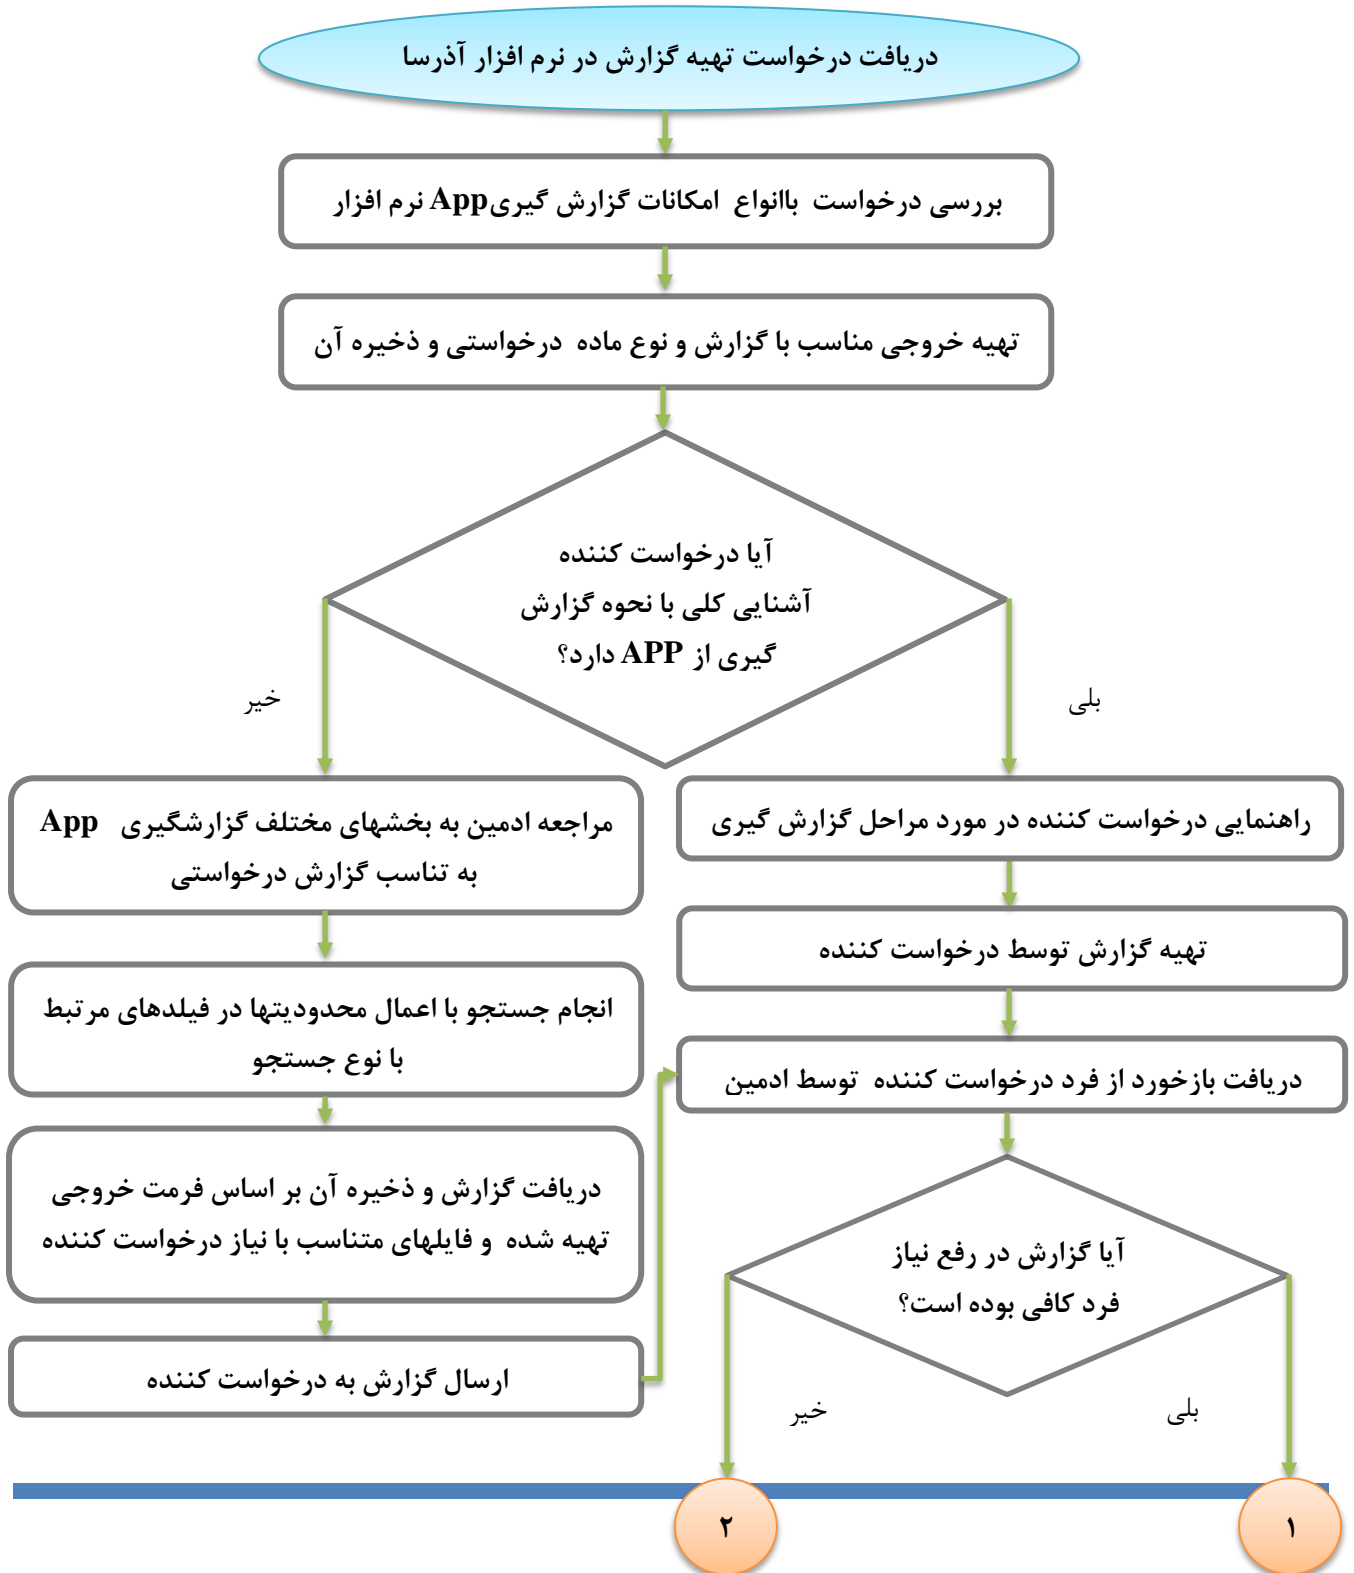 دریافت درخواست تهیه گزارش در نرم افزار آذرسا
بررسی درخواست باانواع امکانات گزارش گیریApp نرم افزار
تهیه خروجی مناسب با گزارش و نوع ماده درخواستی و ذخیره آن
آیا درخواست کننده
آشنایی کلی با نحوه گزارش
گیری از APP دارد؟
بلی
خیر
راهنمایی درخواست کننده در مورد مراحل گزارش گیری
تهیه گزارش توسط درخواست کننده
مراجعه ادمین به بخشهای مختلف گزارشگیری App
به تناسب گزارش درخواستی
انجام جستجو با اعمال محدودیتها در فیلدهای مرتبط
با نوع جستجو
دریافت گزارش و ذخیره آن بر اساس فرمت خروجی
تهیه شده و فایلهای متناسب با نیاز درخواست کننده
ارسال گزارش به درخواست کننده
دریافت بازخورد از فرد درخواست کننده توسط ادمین
آیا گزارش در رفع نیاز
فرد کافی بوده است؟
بلی
خیر
۱
۲